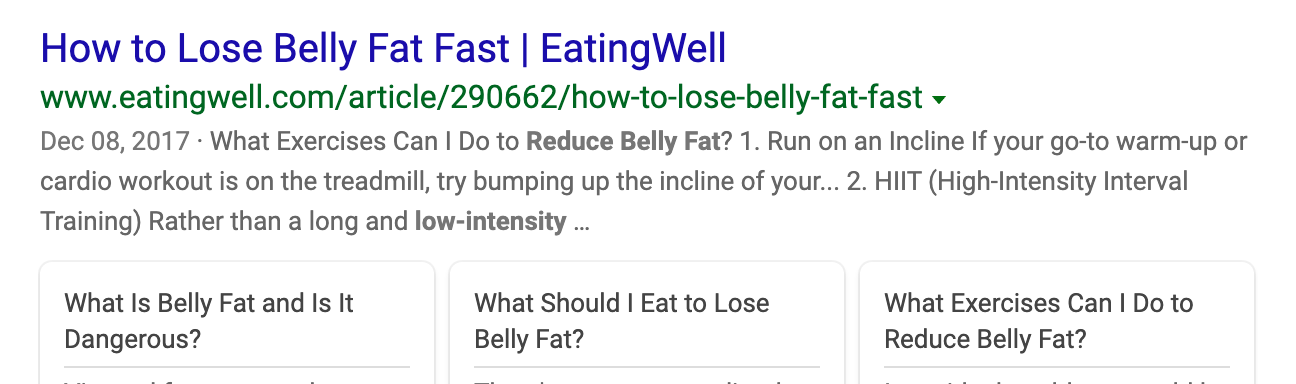 How to Lose Belly Fat Fast | EatingWell
www.eatingwell.com/article/290662/how-to-lose-belly-fat-fast
Dec 08, 2017 · What Exercises Can I Do to Reduce Belly Fat? 1. Run on an Incline If your go-to warm-up or
cardio workout is on the treadmill, try bumping up the incline of your... 2. HIIT (High-Intensity Interval
Training) Rather than a long and low-intensity ...
What Is Belly Fat and Is It
Dangerous?
What Should I Eat to Lose
Belly Fat?
What Exercises Can I Do to
Reduce Belly Fat?